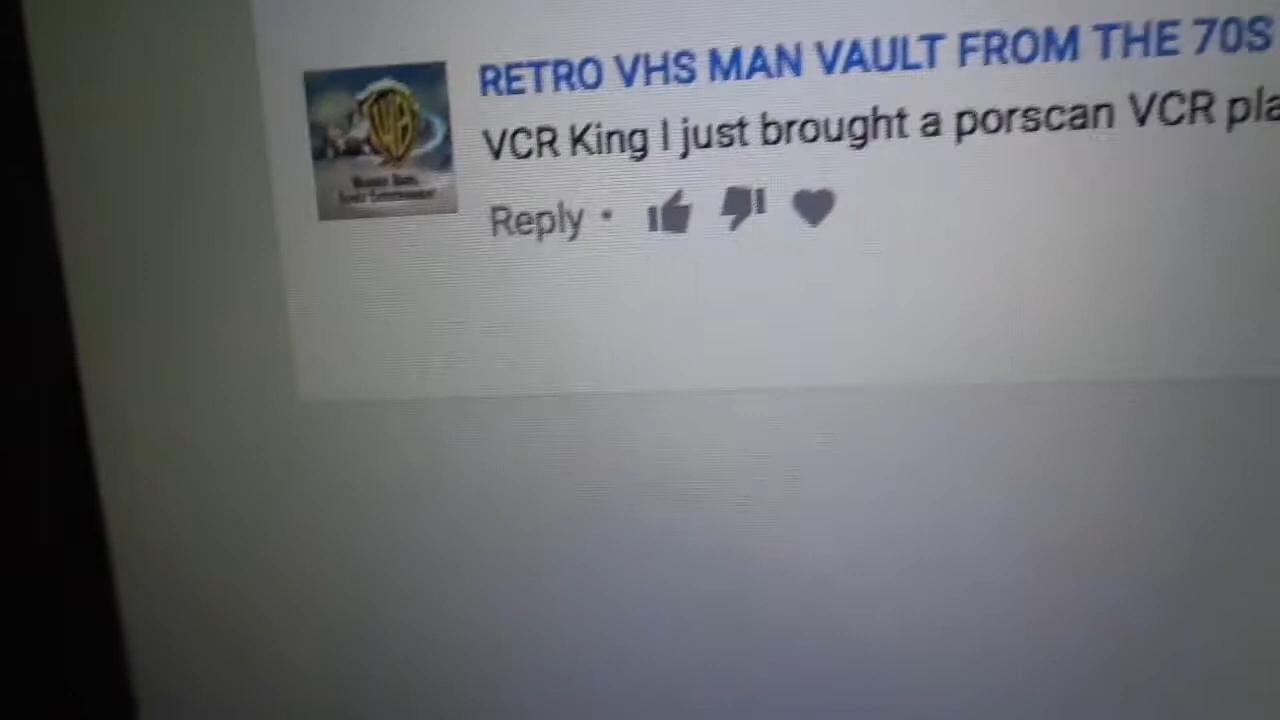 RETRO VHS MAN VAULT FROM THE 70S
VCR King I just brought a porscan VCR pla
Reply •